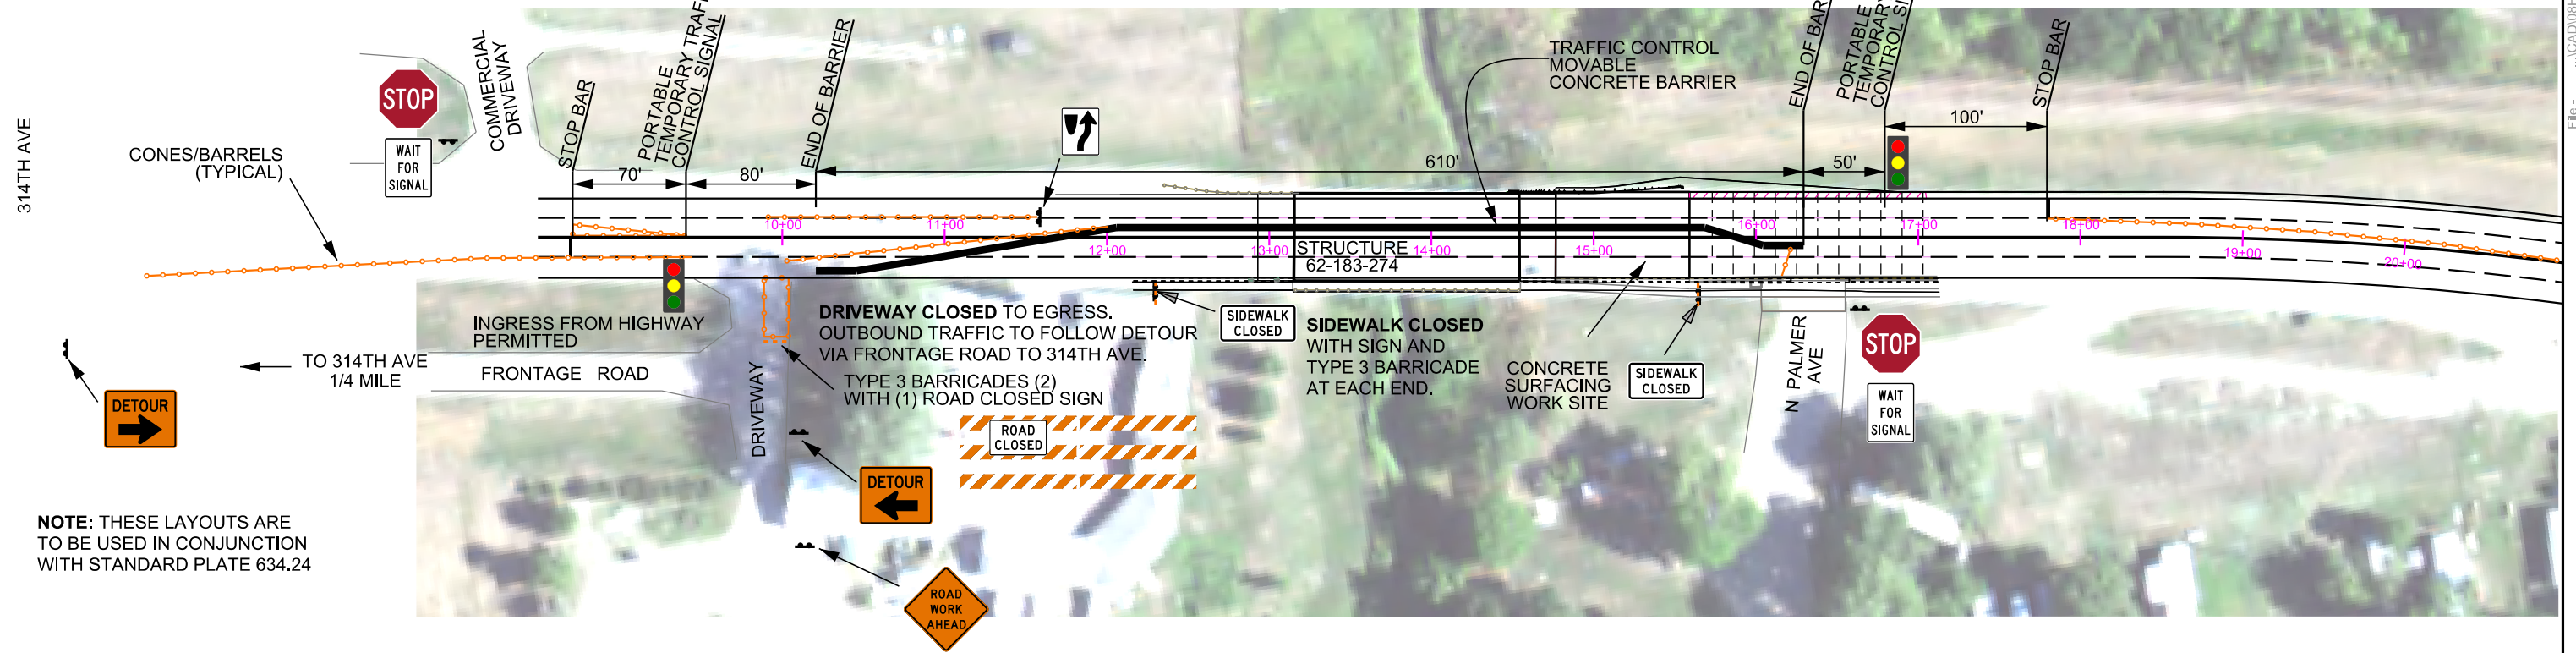 314TH AVE
CONES/BARRELS
(TYPICAL)
STOP
WAIT
FOR
SIGNAL
COMMERCIAL
DRIVEWAY
STOP BAR
PORTABLE
TEMPORARY
CONTROL SIGNAL
END OF BARRIER
70'
80'
610'
TRAFFIC CONTROL
MOVABLE
CONCRETE BARRIER
END OF
PORTABLE
TEMPORARY
CONTROL
50'
100'
STOP BAR
10+00
11+00
12+00
13+00
14+00
15+00
16+00
17+00
18+00
19+00
20+00
STRUCTURE
62-183-274
INGRESS FROM HIGHWAY
PERMITTED
TO 314TH AVE
1/4 MILE
FRONTAGE ROAD
DETOUR
DRIVEWAY
DRIVEWAY CLOSED TO EGRESS.
OUTBOUND TRAFFIC TO FOLLOW DETOUR
VIA FRONTAGE ROAD TO 314TH AVE.
TYPE 3 BARRICADES (2)
WITH (1) ROAD CLOSED SIGN
ROAD
CLOSED
DETOUR
ROAD
WORK
AHEAD
SIDEWALK
CLOSED
SIDEWALK CLOSED
WITH SIGN AND
TYPE 3 BARRICADE
AT EACH END.
CONCRETE
SURFACING
WORK SITE
SIDEWALK
CLOSED
N PALMER
AVE
STOP
WAIT
FOR
SIGNAL
NOTE: THESE LAYOUTS ARE
TO BE USED IN CONJUNCTION
WITH STANDARD PLATE 634.24